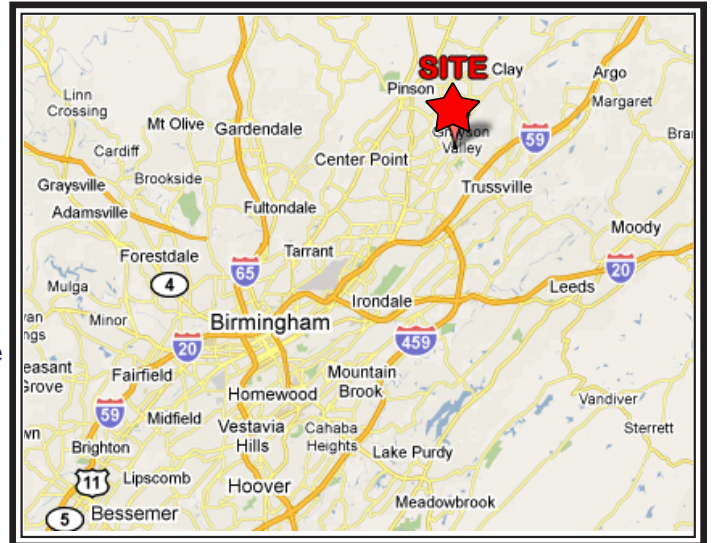 SITE
Clay
Argo
Pinson
Linn
Crossing
Margaret
Mt Olive
Gardendale
59
Valley
Cardiff
Center Point
Graysville
Brookside
Trussville
Adamsville
Fultondale
Moody
Forestdale
Tarrant
65
20
4
Leeds
Mulga
Irondale
Minor
Birmingham
459
20
Fairfield
Mountain
Brook
Homewood
Vandiver
59
Midfield
Vestavia
Hills
Cahaba
Heights
Sterrett
Brighton
Lake Purdy
11
Lipscomb
Hoover
Meadowbrook
5
Bessemer